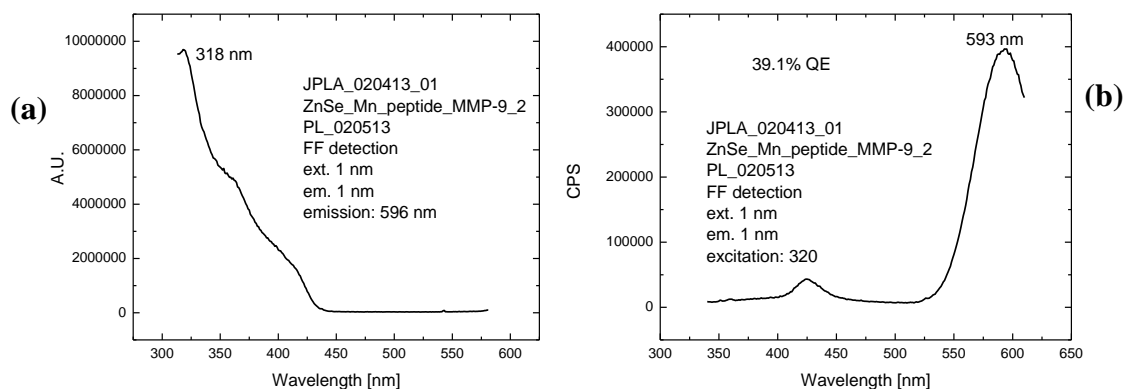 (a)
A.U.
10000000
8000000
6000000
4000000
2000000
0
318 nm
JPLA_020413_01
ZnSe_Mn_peptide_MMP-9_2
PL_020513
FF detection
ext. 1 nm
em. 1 nm
emission: 596 nm
300 350 400 450 500 550 600
Wavelength [nm]
CPS
400000
300000
200000
100000
0
593 nm
39.1% QE
JPLA_020413_01
ZnSe_Mn_peptide_MMP-9_2
PL_020513
FF detection
ext. 1 nm
em. 1 nm
excitation: 320
300 350 400 450 500 550 600 650
Wavelength [nm]
(b)